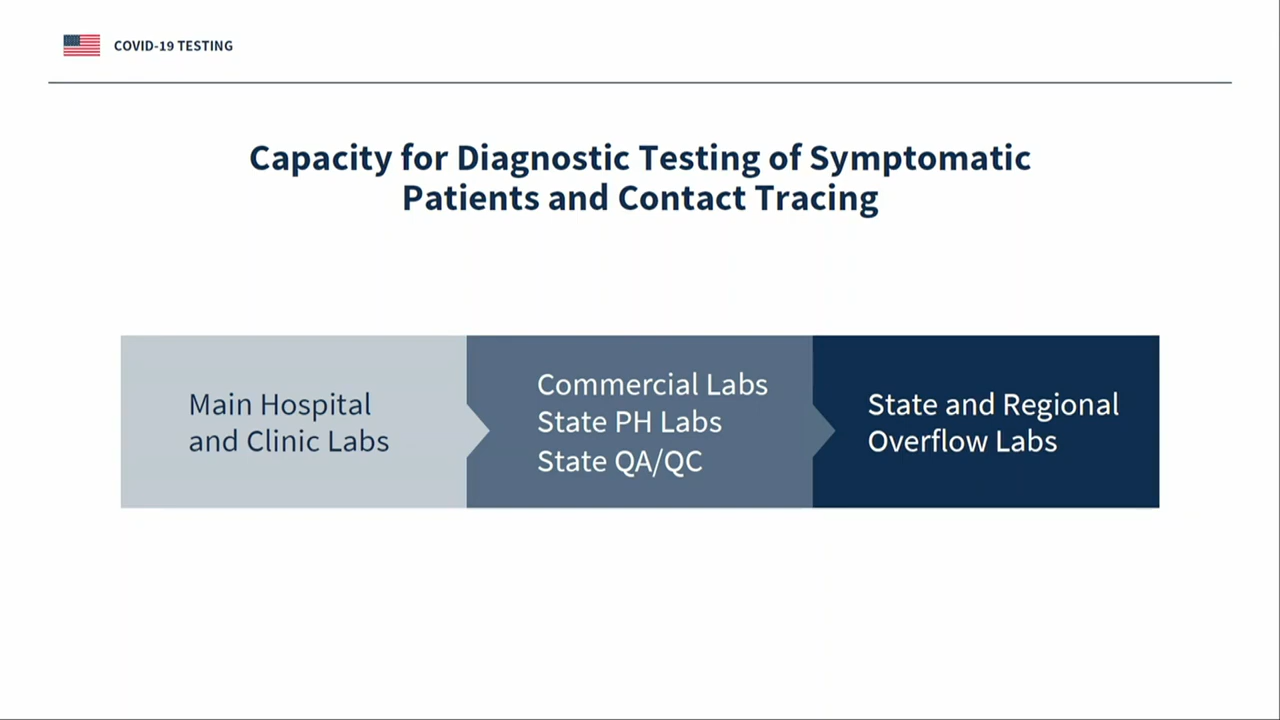 COVID-19 TESTING
Capacity for Diagnostic Testing of Symptomatic
Patients and Contact Tracing
Main Hospital
and Clinic Labs
Commercial Labs
State PH Labs
State QA/QC
State and Regional
Overflow Labs